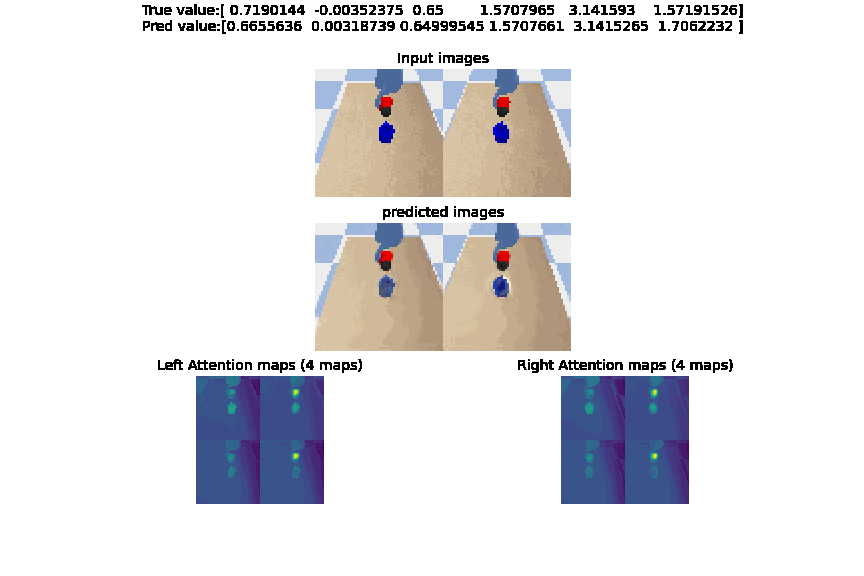 True value:[ 0.7190144 -0.00352375 0.65 1.5707965 3.141593 1.57191526]
Pred value:[0.6655636 0.00318739 0.64999545 1.5707661 3.1415265 1.7062232 ]
Input images
predicted images
Left Attention maps (4 maps)
Right Attention maps (4 maps)